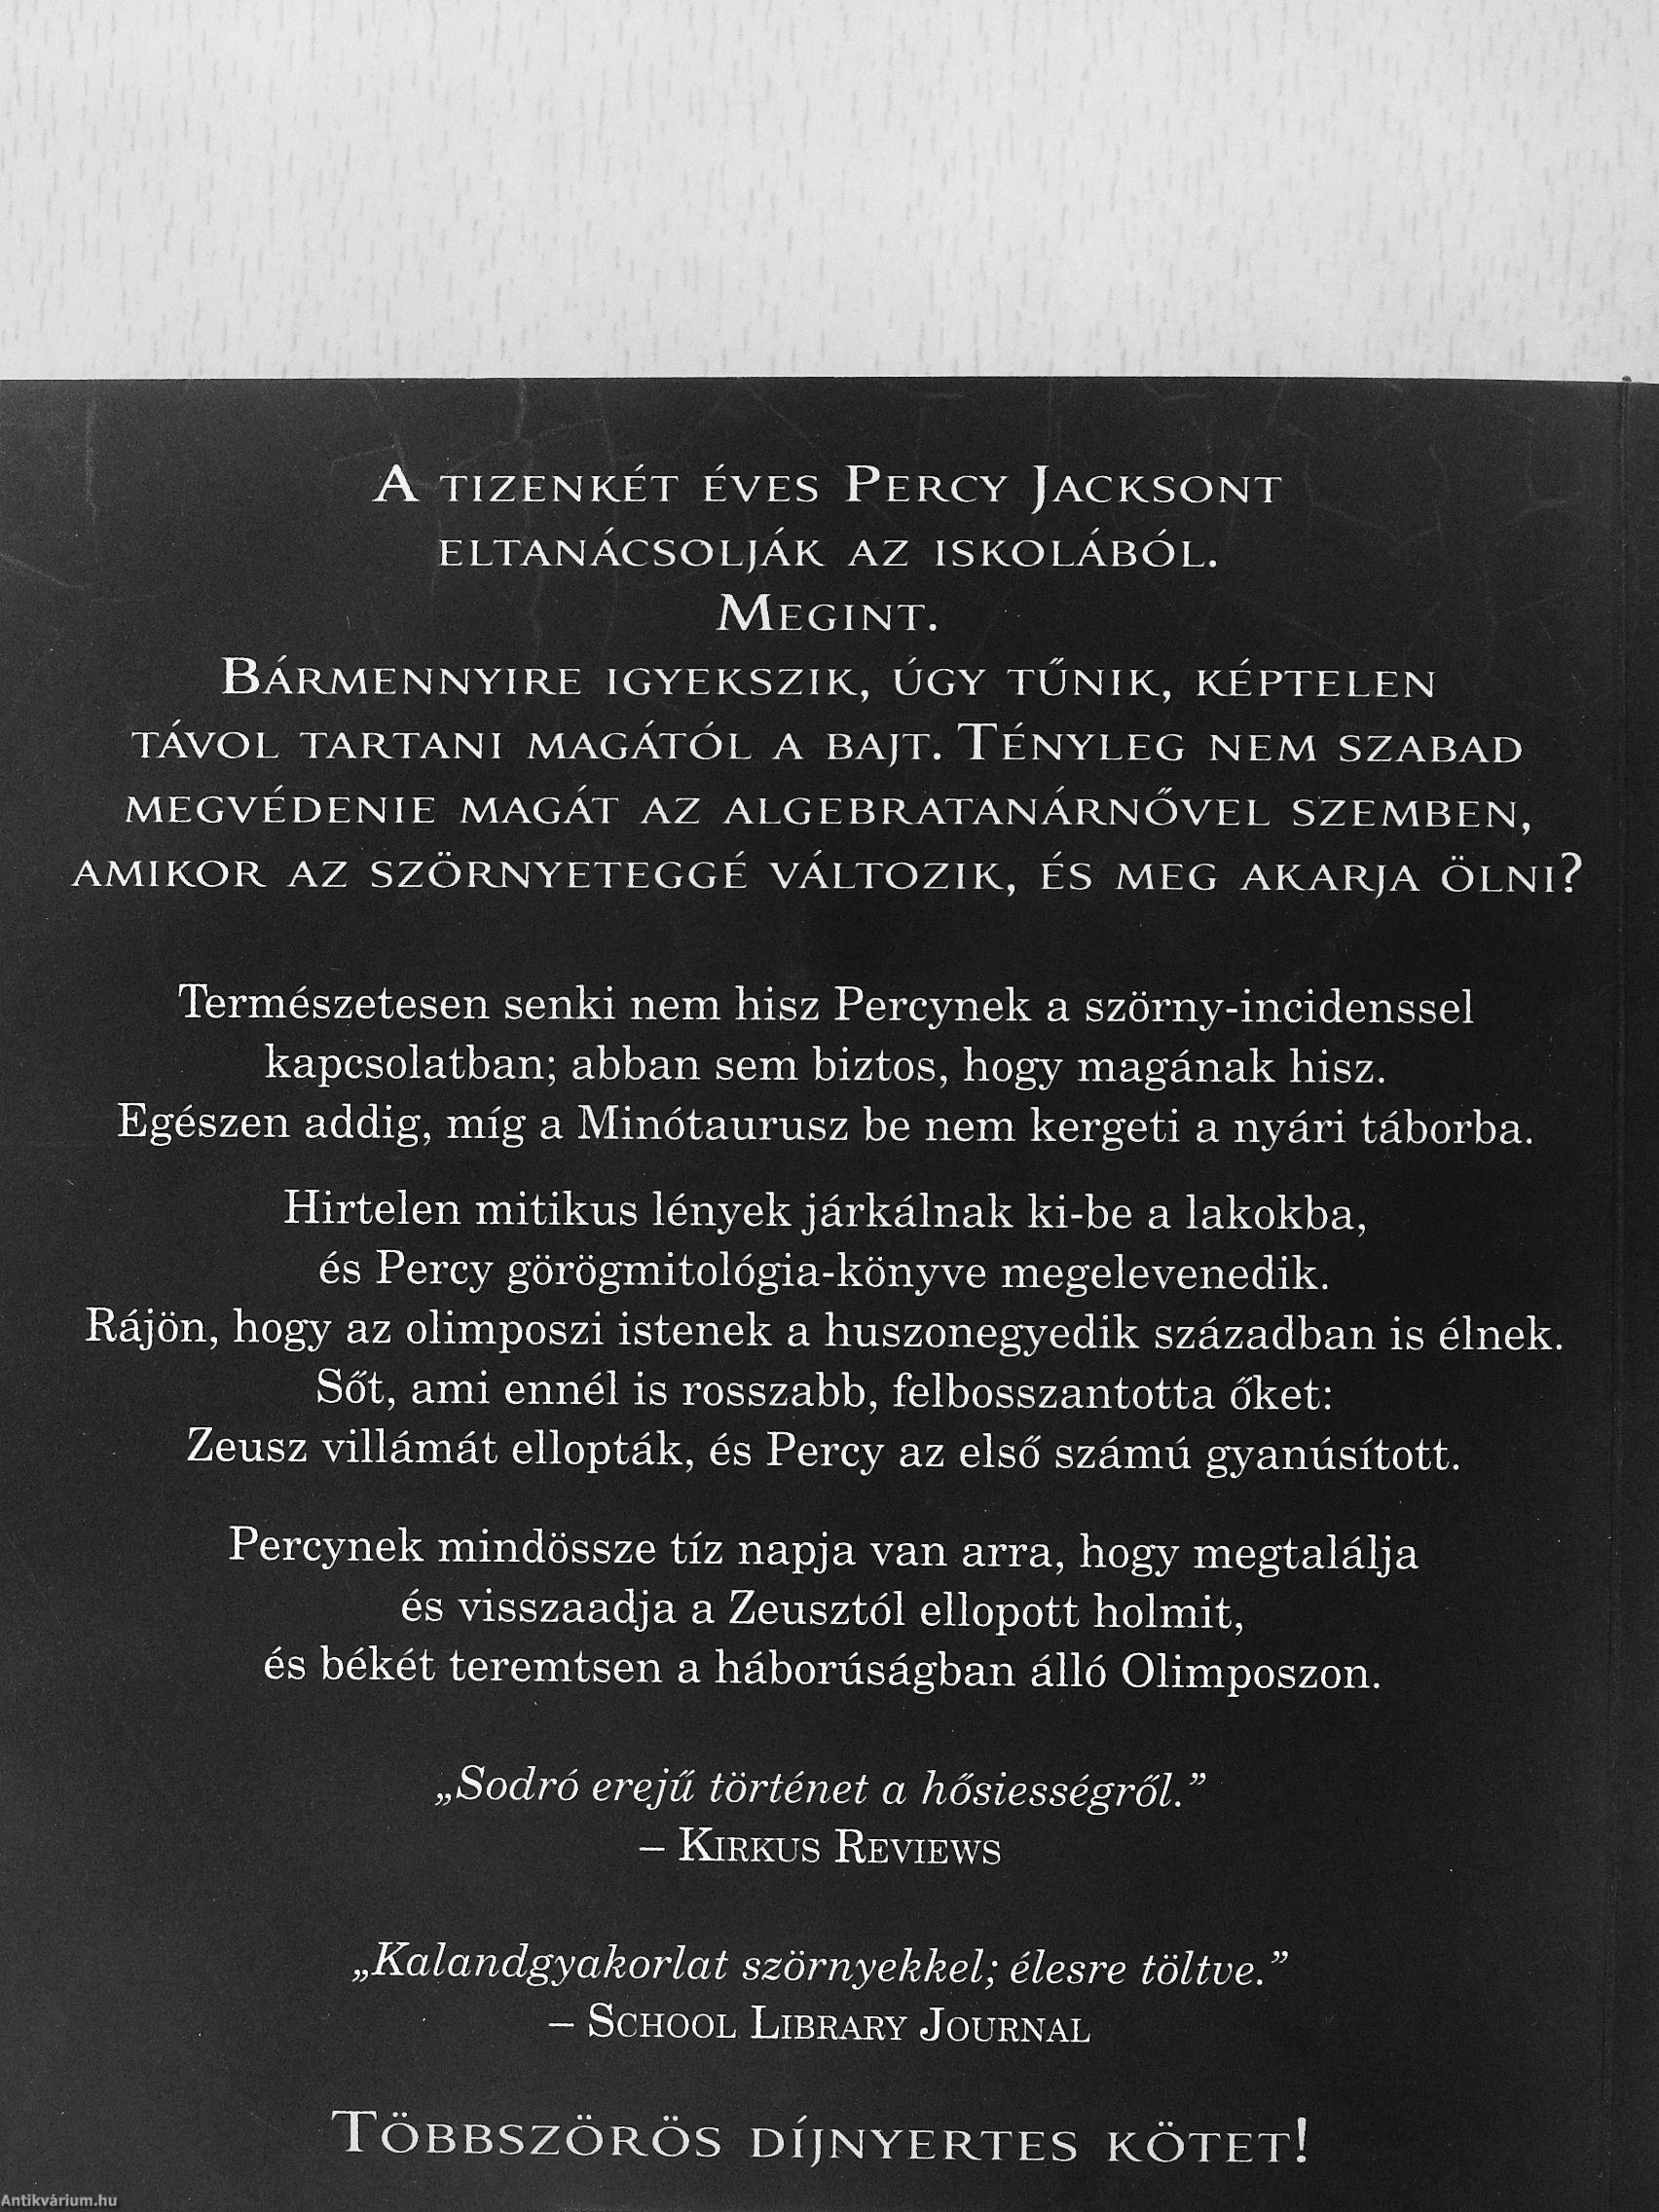 A TIZENKÉT ÉVES PERCY JACKSONT
ELTANÁCSOLJÁK AZ ISKOLÁBÓL.
MEGINT.
BÁRMENNYIRE IGYEKSZIK, ÚGY TŰNIK, KÉPTELEN
TÁVOL TARTANI MAGÁTÓL A BAJT. TÉNYLEG NEM SZABAD
MEGVÉDENIE MAGÁT AZ ALGEBRATANÁRNŐVEL SZEMBEN,
AMIKOR AZ SZÖRNYETEGGÉ VÁLTOZIK, ÉS MEG AKARJA ÖLNI?
Természetesen senki nem hisz Percynek a szörny-incidenssel
kapcsolatban; abban sem biztos, hogy magának hisz.
Egészen addig, míg a Minótaurusz be nem kergeti a nyári táborba.
Hirtelen mitikus lények járkálnak ki-be a lakokba,
és Percy görögmitológia-könyve megelevenedik.
Rájön, hogy az olimposzi istenek a huszonegyedik században is élnek.
Sőt, ami ennél is rosszabb, felbosszantotta őket:
Zeusz villámát ellopták, és Percy az első számú gyanúsított.
Percynek mindössze tíz napja van arra, hogy megtalálja
és visszaadja a Zeusztól ellopott holmit,
és békét teremtsen a háborúságban álló Olimposzon.
„Sodró erejű történet a hősiességről.”
– KIRKUS REVIEWS
„Kalandgyakorlat szörnyekkel; élesre töltve.”
– SCHOOL LIBRARY JOURNAL
TÖBBSZÖRÖS DÍJNYERTES KÖTET!
Antikvárium.hu